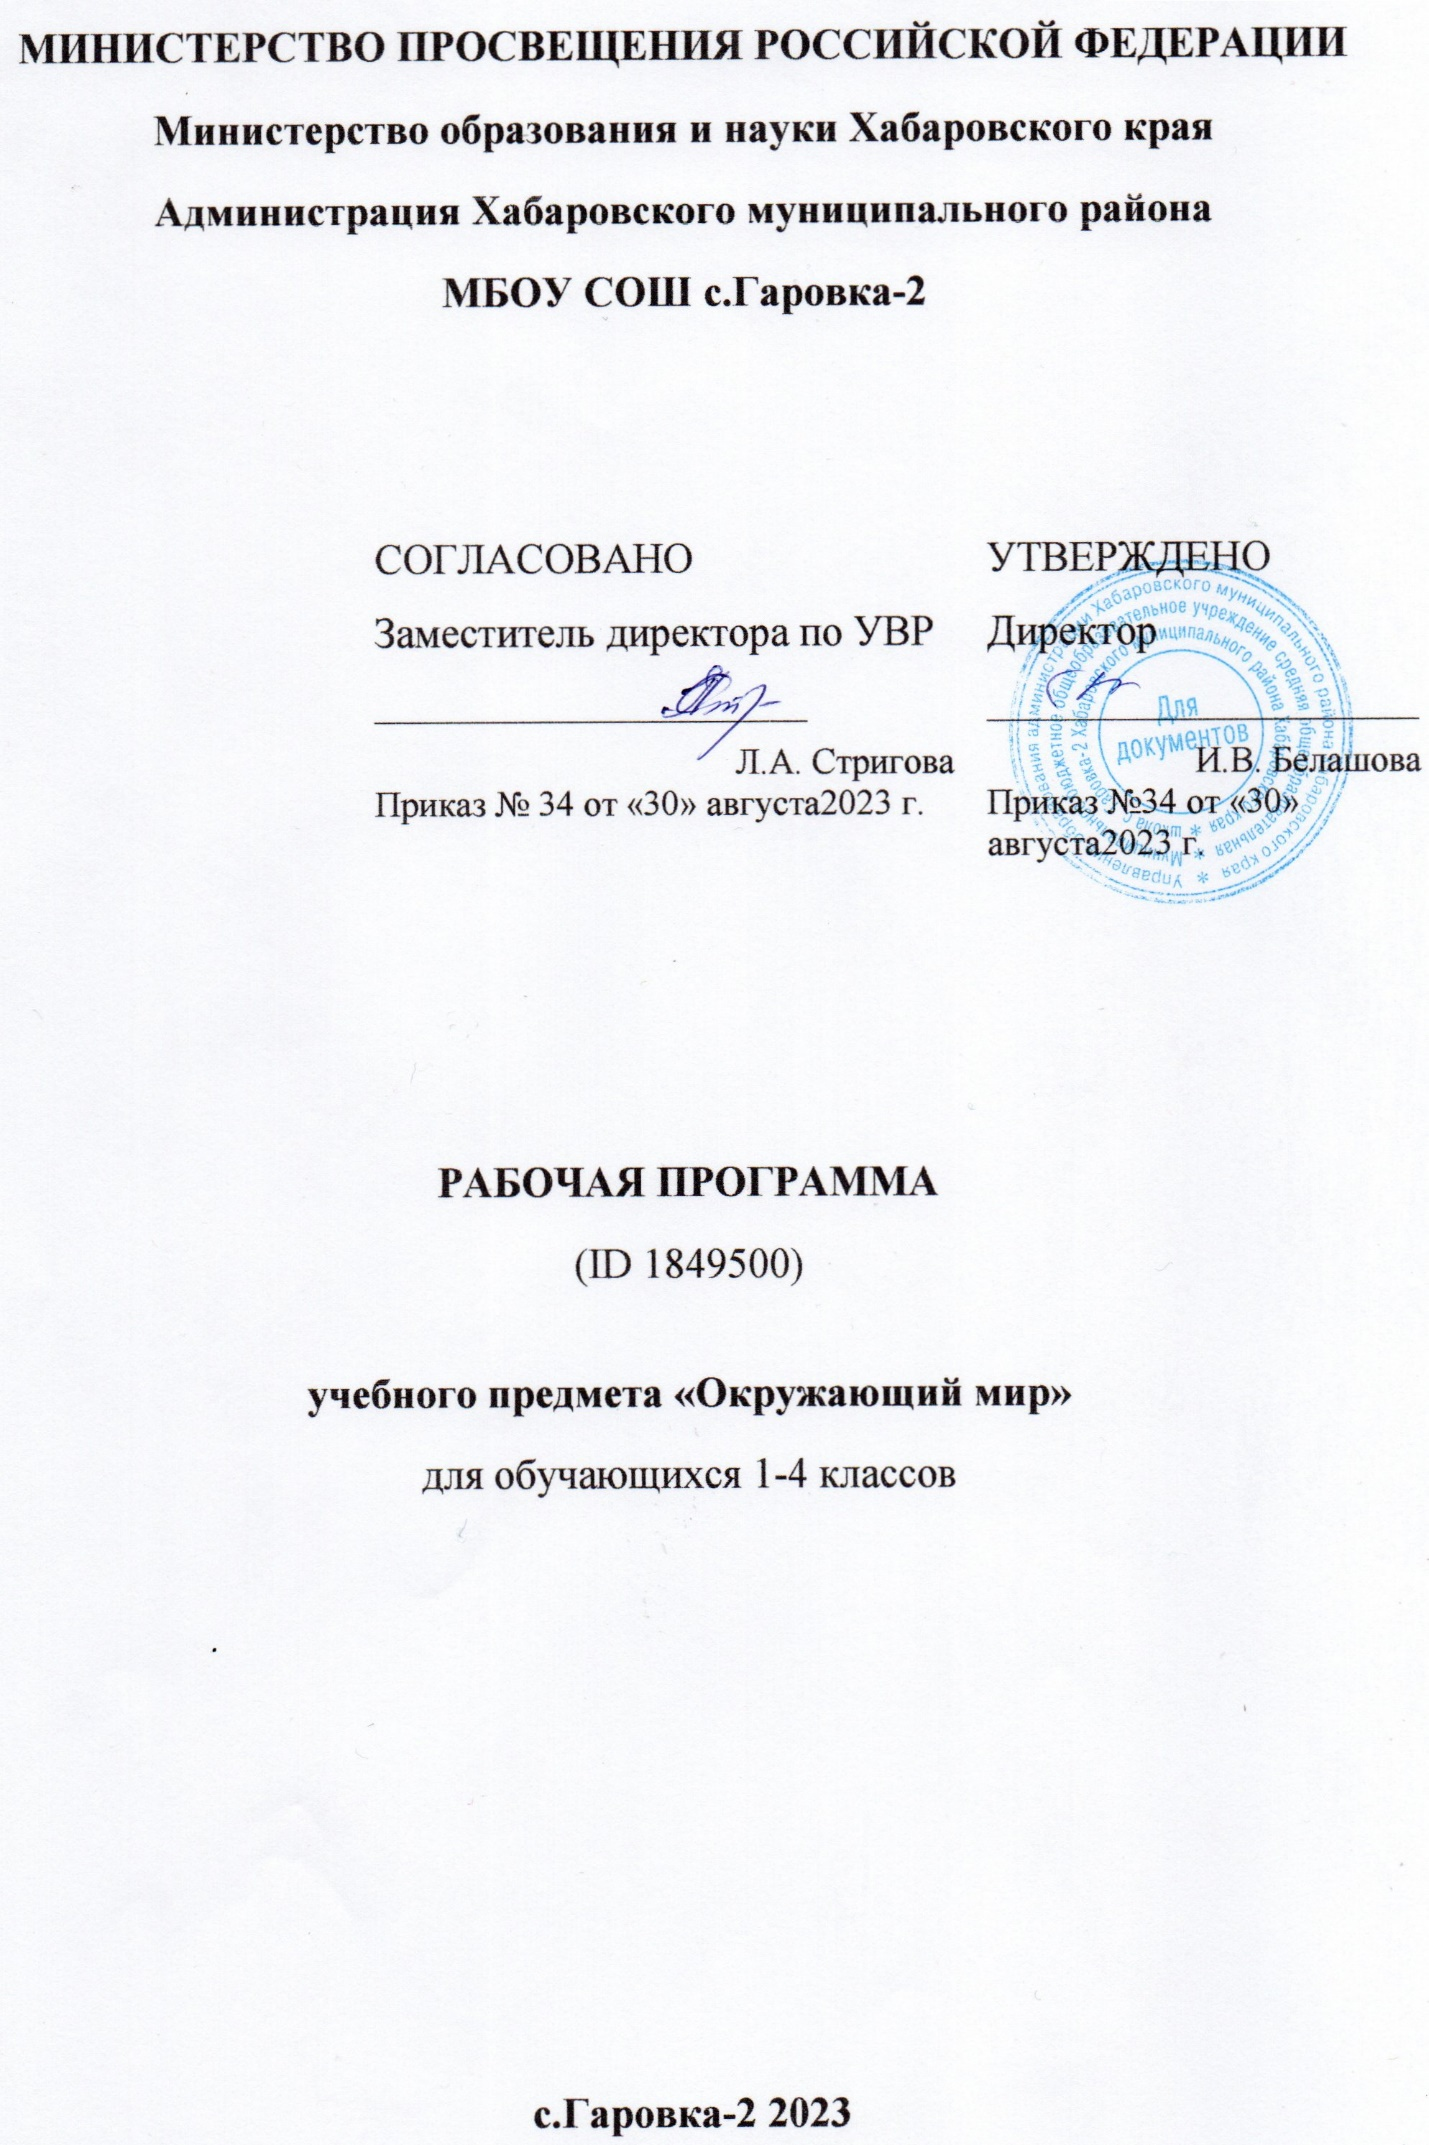 МИНИСТЕРСТВО ПРОСВЕЩЕНИЯ РОССИЙСКОЙ ФЕДЕРАЦИИ
Министерство образования и науки Хабаровского края
Администрация Хабаровского муниципального района
МБОУ СОШ с.Гаровка-2
СОГЛАСОВАНО
Заместитель директора по УВР
Л.А. Стригова
Приказ № 34 от «30» августа2023 г.
УТВЕРЖДЕНО
Директор
И.В. Белашова
Приказ №34 от «30»
августа2023 г.
Для
документов
РАБОЧАЯ ПРОГРАММА
(ID 1849500)
учебного предмета «Окружающий мир»
для обучающихся 1-4 классов
с.Гаровка-2 2023